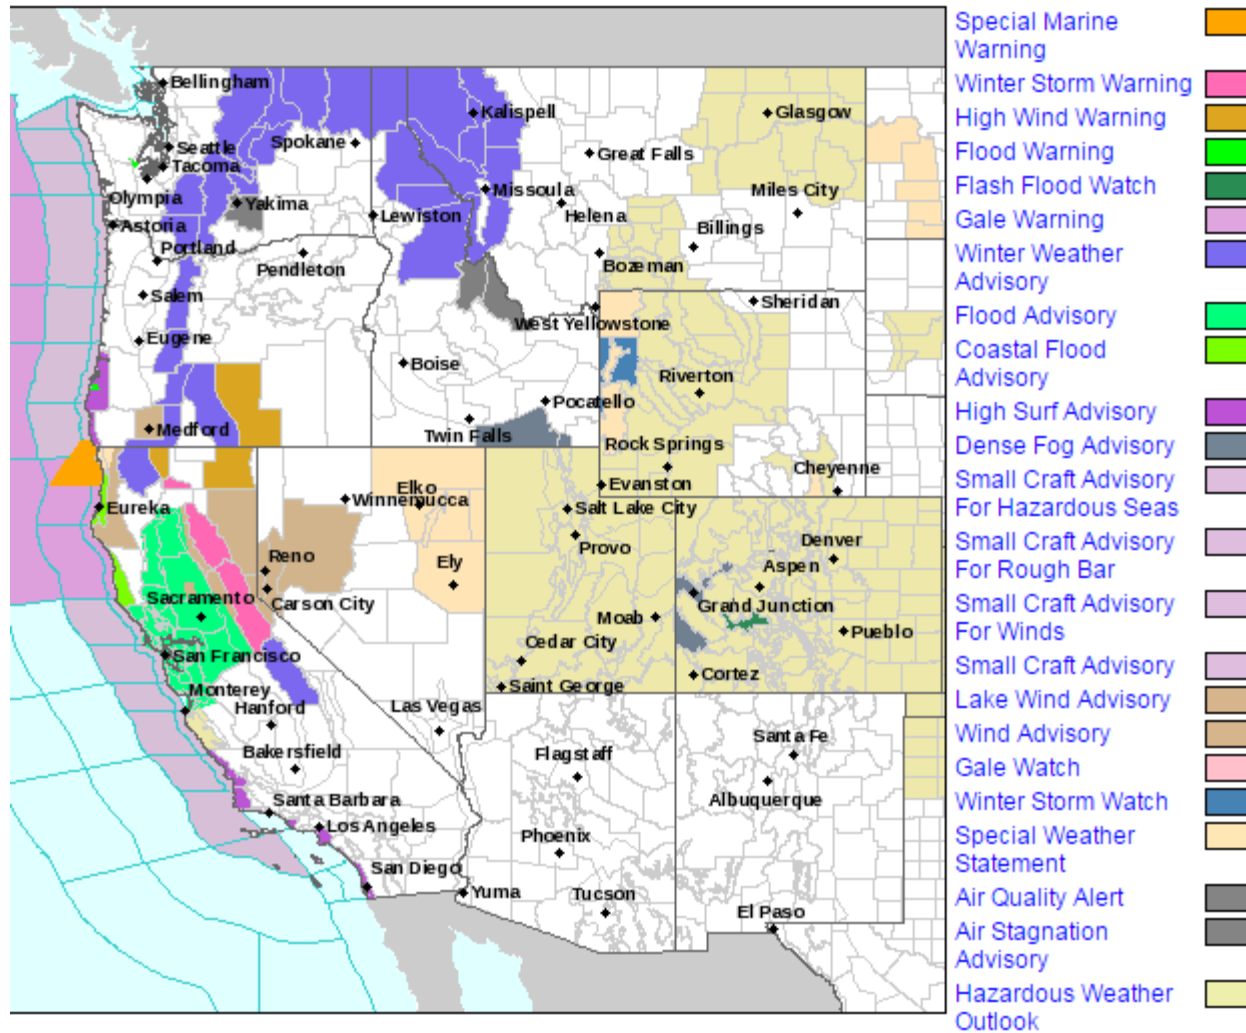 Bellingham
Kalispell
Glasgow
Seattle
Spokane
Great Falls
Tacoma
Olympia
Yakima
Missoula
Miles City
Lewiston
Helena
Astoria
Billings
Portland
Pendleton
Bozeman
Salem
Sheridan
West Yellowstone
Eugene
Boise
Riverton
Pocatello
Medford
Twin Falls
Rock Springs
Cheyenne
Elko
Evanston
Winnemucca
Eureka
Salt Lake City
Provo
Denver
Reno
Ely
Aspen
Sacramento
Carson City
Grand Junction
Moab
Pueblo
Cedar City
San Francisco
Cortez
Saint George
Monterey
Hanford
Las Vegas
Santa Fe
Bakersfield
Flagstaff
Albuquerque
Santa Barbara
Los Angeles
Phoenix
San Diego
Yuma
Tucson
El Paso
Special Marine
Warning
Winter Storm Warning
High Wind Warning
Flood Warning
Flash Flood Watch
Gale Warning
Winter Weather
Advisory
Flood Advisory
Coastal Flood
Advisory
High Surf Advisory
Dense Fog Advisory
Small Craft Advisory
For Hazardous Seas
Small Craft Advisory
For Rough Bar
Small Craft Advisory
For Winds
Small Craft Advisory
Lake Wind Advisory
Wind Advisory
Gale Watch
Winter Storm Watch
Special Weather
Statement
Air Quality Alert
Air Stagnation
Advisory
Hazardous Weather
Outlook